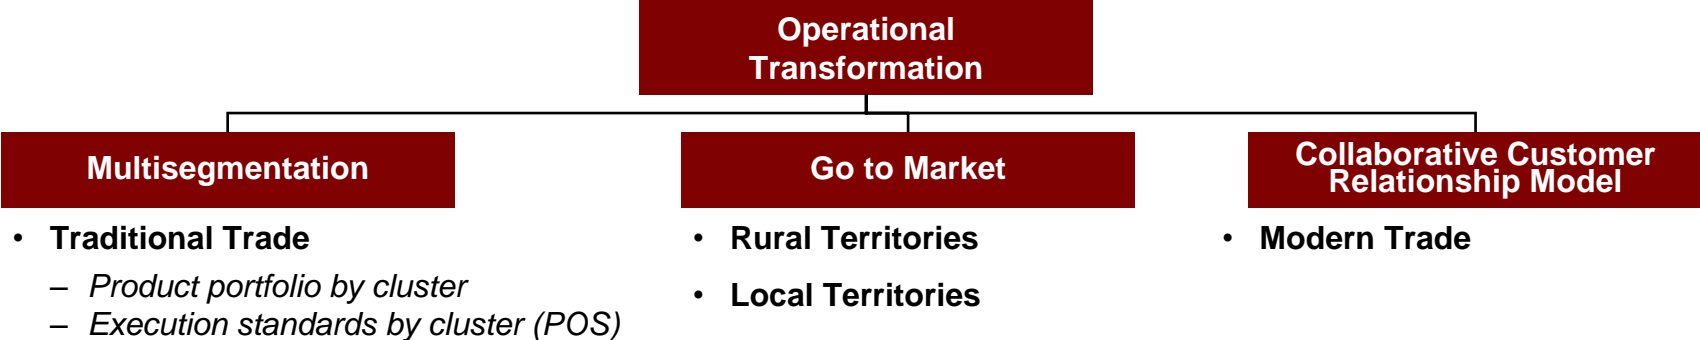 Operational
Transformation
Multisegmentation
Go to Market
Collaborative Customer
Relationship Model
• Traditional Trade
– Product portfolio by cluster
– Execution standards by cluster (POS)
• Rural Territories
• Local Territories
• Modern Trade